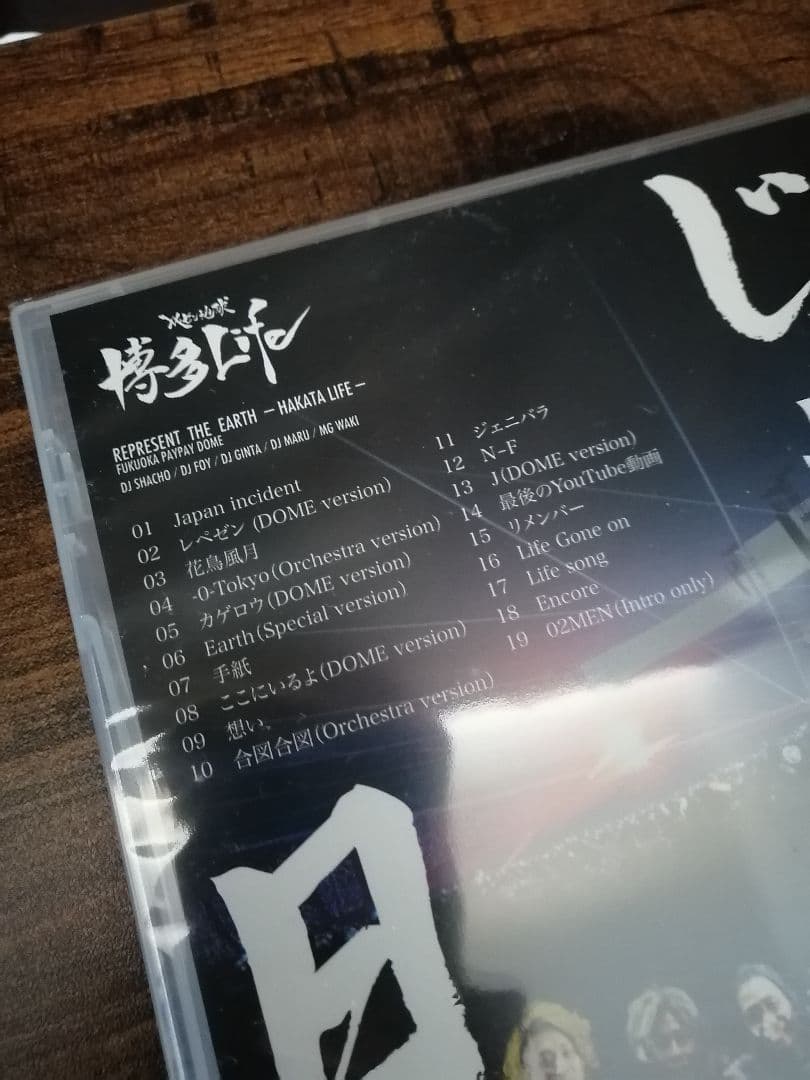 レペゼン地球
博多Life
REPRESENT THE EARTH －HAKATA LIFE－
FUKUOKA PAYPAY DOME
DJ SHACHO / DJ FOY / DJ GINTA / DJ MARU / MG WAKI
01 Japan incident
02 レペゼン (DOME version)
03 花鳥風月
04 -0-Tokyo(Orchestra version)
05 カゲロウ(DOME version)
06 Earth(Special version)
07 手紙
08 ここにいるよ(DOME version)
09 想い。
10 合図合図(Orchestra version)
11 ジェニパラ
12 N-F
13 J(DOME version)
14 最後のYouTube動画
15 リメンバー
16 Life Gone on
17 Life song
18 Encore
19 02MEN(Intro only)
じ